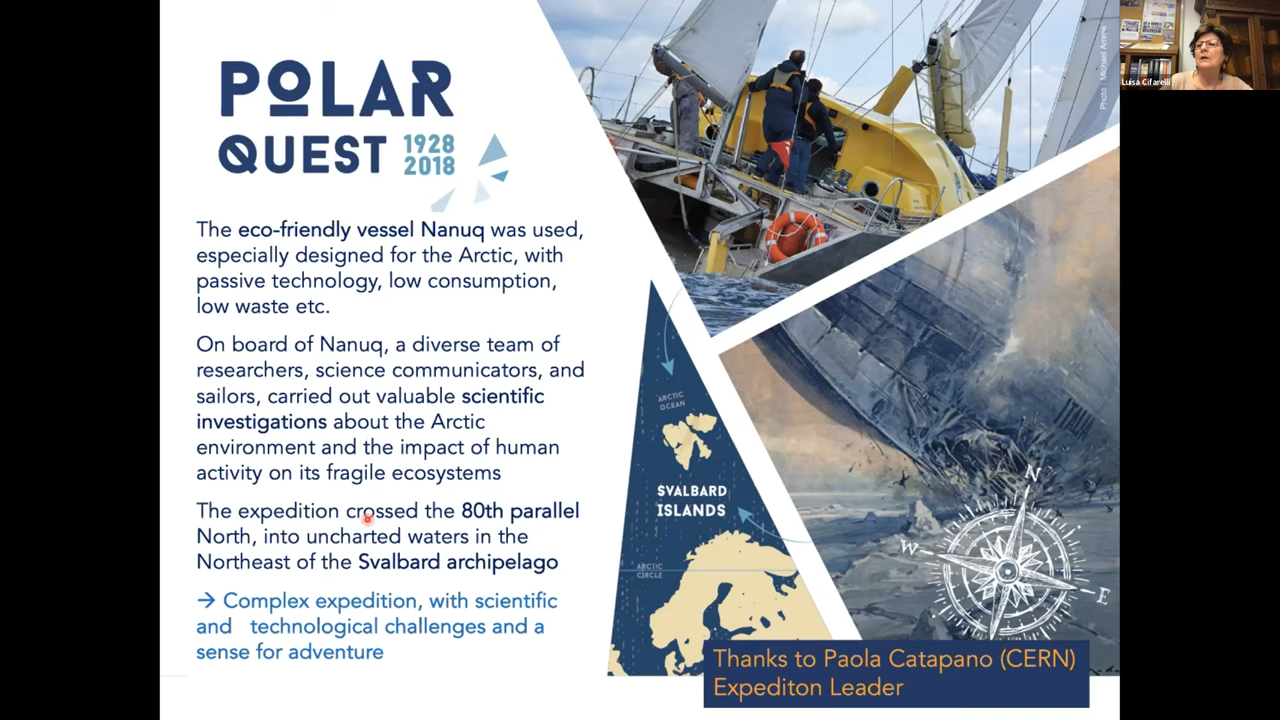 POLAR
QUEST 1928
2018
The eco-friendly vessel Nanuq was used,
especially designed for the Arctic, with
passive technology, low consumption,
low waste etc.
On board of Nanuq, a diverse team of
researchers, science communicators, and
sailors, carried out valuable scientific
investigations about the Arctic
environment and the impact of human
activity on its fragile ecosystems
The expedition crossed the 80th parallel
North, into uncharted waters in the
Northeast of the Svalbard archipelago
→ Complex expedition, with scientific
and technological challenges and a
sense for adventure
ARCTIC
OCEAN
SVALBARD
ISLANDS
ARCTIC
CIRCLE
N
W
E
Thanks to Paola Catapano (CERN)
Expediton Leader
Luisa Cifarelli